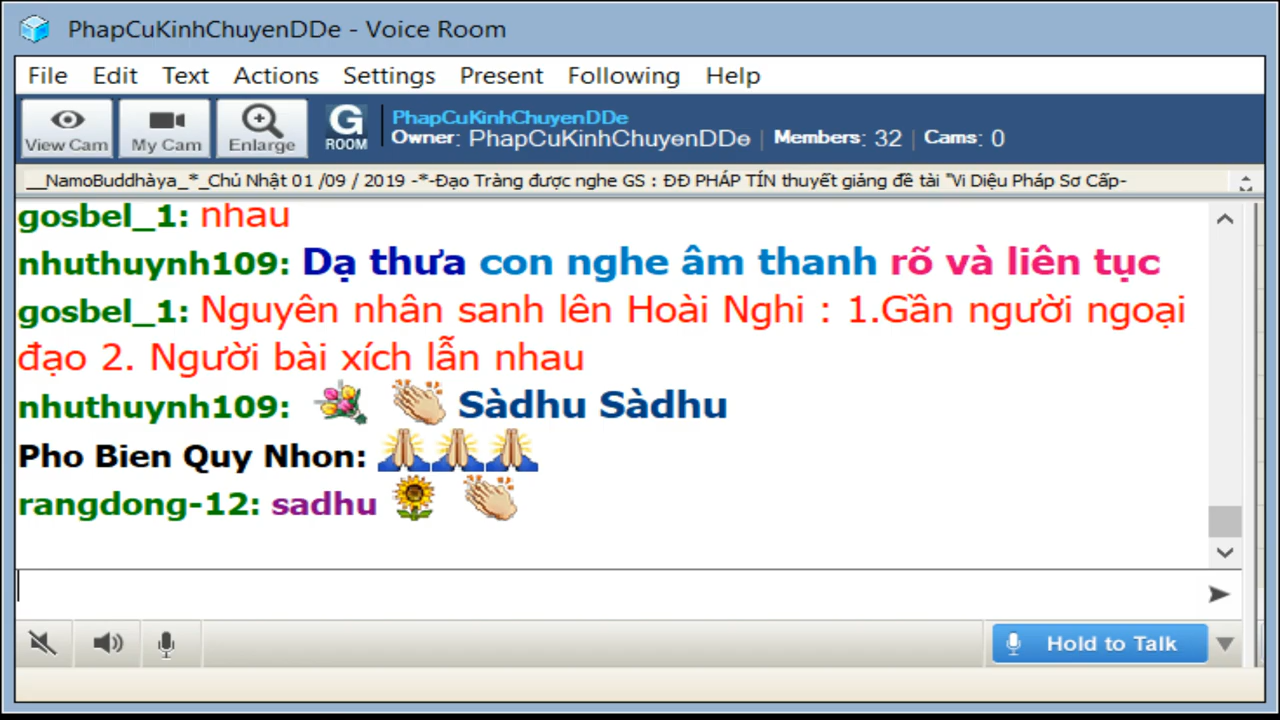 PhapCuKinhChuyenDDe - Voice Room
File Edit Text Actions Settings Present Following Help
View Cam My Cam Enlarge G ROOM
PhapCuKinhChuyenDDe
Owner: PhapCuKinhChuyenDDe | Members: 32 | Cams: 0
__NamoBuddhàya_*_Chủ Nhật 01 /09 / 2019 -*-Đạo Tràng được nghe GS : ĐĐ PHÁP TÍN thuyết giảng đề tài "Vi Diệu Pháp Sơ Cấp-
gosbel_1: nhau
nhuthuynh109: Dạ thưa con nghe âm thanh rõ và liên tục
gosbel_1: Nguyên nhân sanh lên Hoài Nghi : 1.Gần người ngoại
đạo 2. Người bài xích lẫn nhau
nhuthuynh109: 💐 👏 Sàdhu Sàdhu
Pho Bien Quy Nhon: 🙏🙏🙏
rangdong-12: sadhu 🌻 👏
Hold to Talk